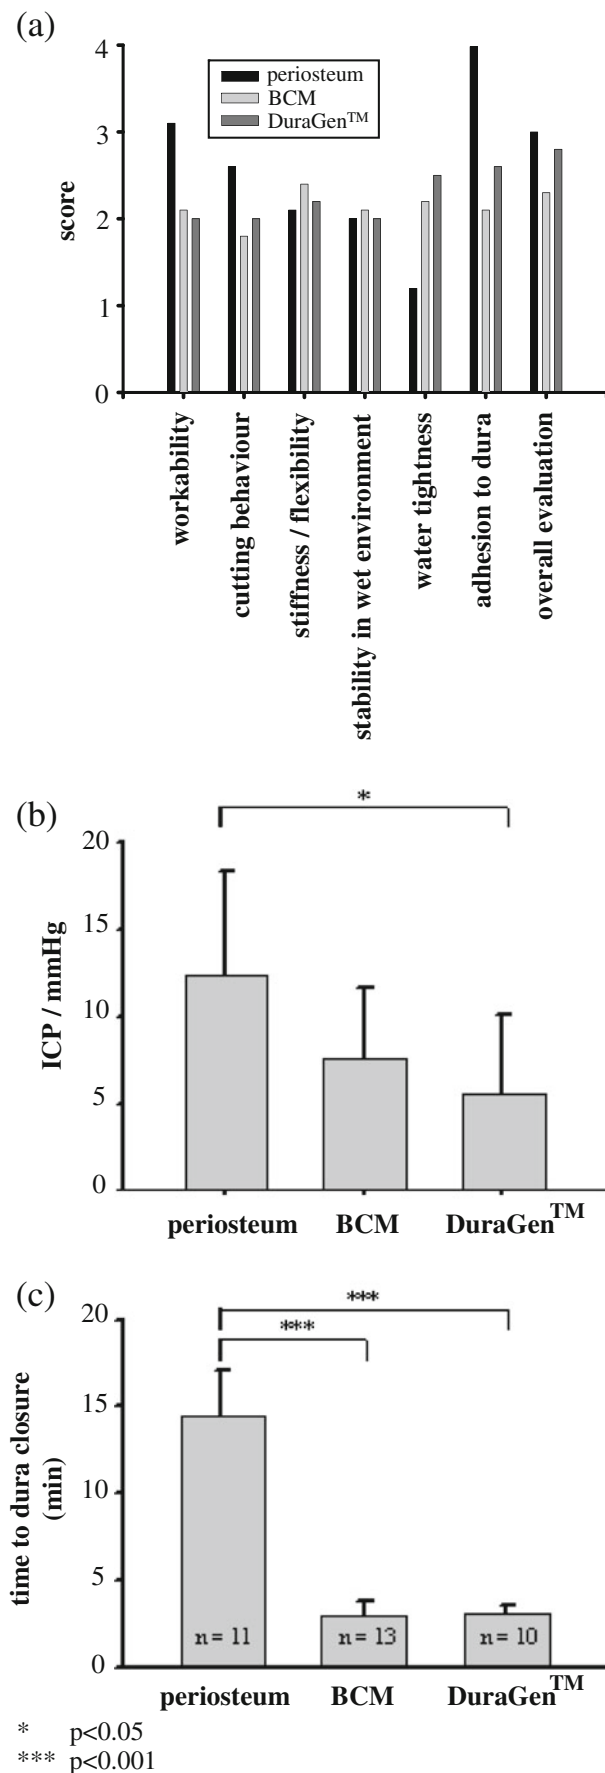 (a)
4
3
2
1
0
score
periosteum
BCM
DuraGen™
workability
cutting behaviour
stiffness / flexibility
stability in wet environment
water tightness
adhesion to dura
overall evaluation
(b)
*
20
15
10
5
0
ICP / mmHg
periosteum BCM DuraGen™
(c)
***
***
20
15
10
5
0
time to dura closure
(min)
n= 11 n= 13 n= 10
periosteum BCM DuraGen™
* p<0.05
*** p<0.001